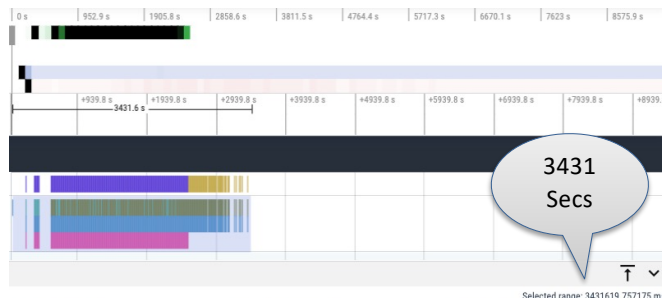 0 s 952.9 s 1905.8 s 2858.6 s 3811.5 s 4764.4 s 5717.3 s 6670.1 s 7623 s 8575.9 s
+939.8 s +1939.8 s +2939.8 s +3939.8 s +4939.8 s +5939.8 s +6939.8 s +7939.8 s +8939.
3431.6 s
3431
Secs
Selected range: 3431619.757175 m